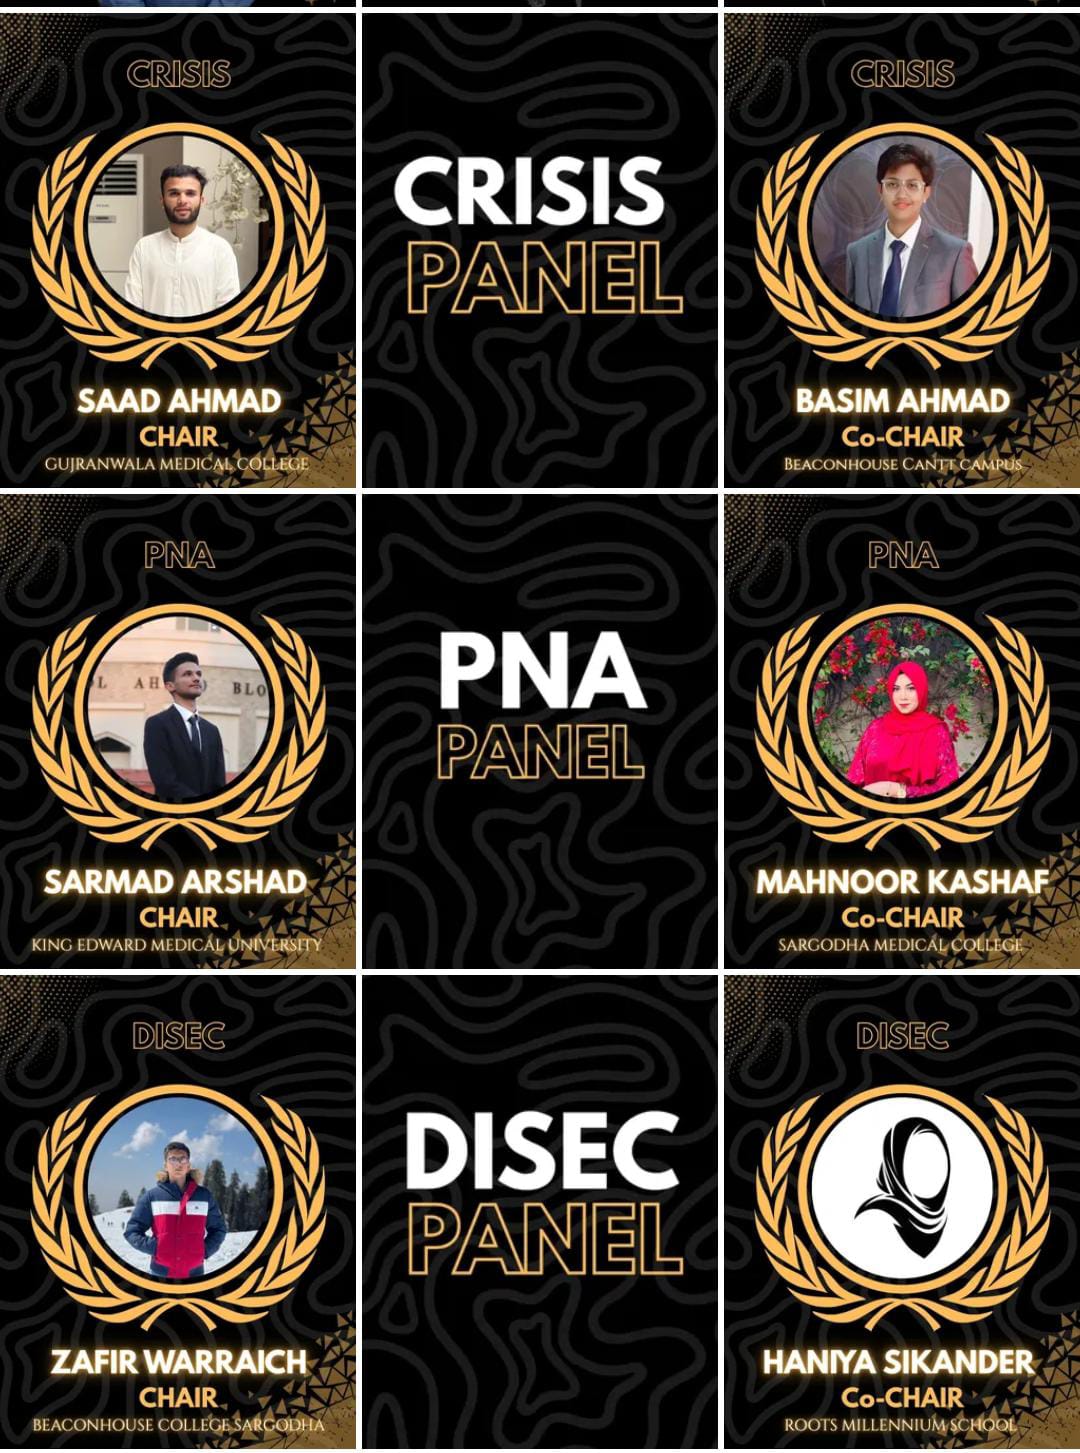 CRISIS
SAAD AHMAD
CHAIR
GUJRANWALA MEDICAL COLLEGE
CRISIS
PANEL
CRISIS
BASIM AHMAD
Co-CHAIR
BEACONHOUSE CANTT CAMPUS
PNA
SARMAD ARSHAD
CHAIR
KING EDWARD MEDICAL UNIVERSITY
PNA
PANEL
PNA
MAHNOOR KASHAF
Co-CHAIR
SARGODHA MEDICAL COLLEGE
DISEC
ZAFIR WARRAICH
CHAIR
BEACONHOUSE COLLEGE SARGODHA
DISEC
PANEL
DISEC
HANIYA SIKANDER
Co-CHAIR
ROOTS MILLENNIUM SCHOOL